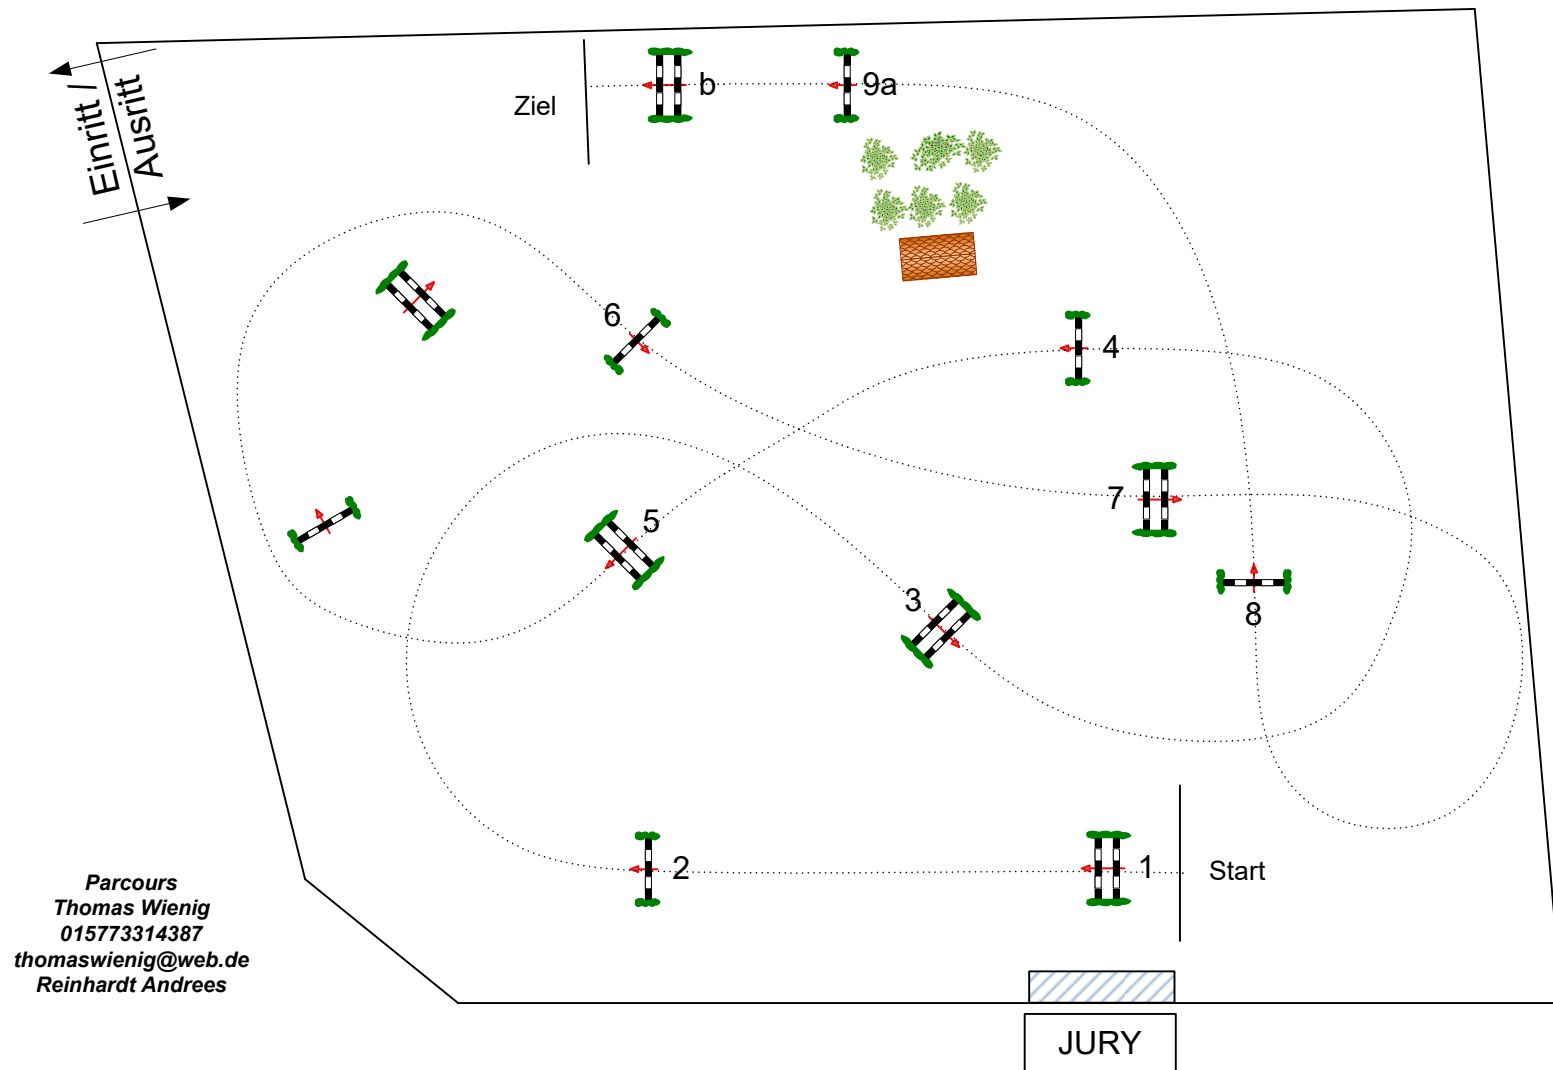 Einritt /
Ausritt
Ziel
b
9a
6
4
7
5
8
3
2
1
Start
Parcours
Thomas Wienig
015773314387
thomaswienig@web.de
Reinhardt Andrees
JURY